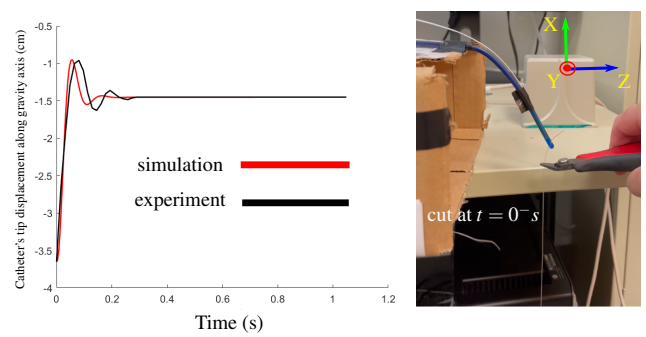 Catheter's tip displacement along gravity axis (cm)
-0.5
-1
-1.5
-2
-2.5
-3
-3.5
-4
0
0.2
0.4
0.6
0.8
1
1.2
Time (s)
simulation
experiment
X
Y
Z
cut at t = 0⁻s